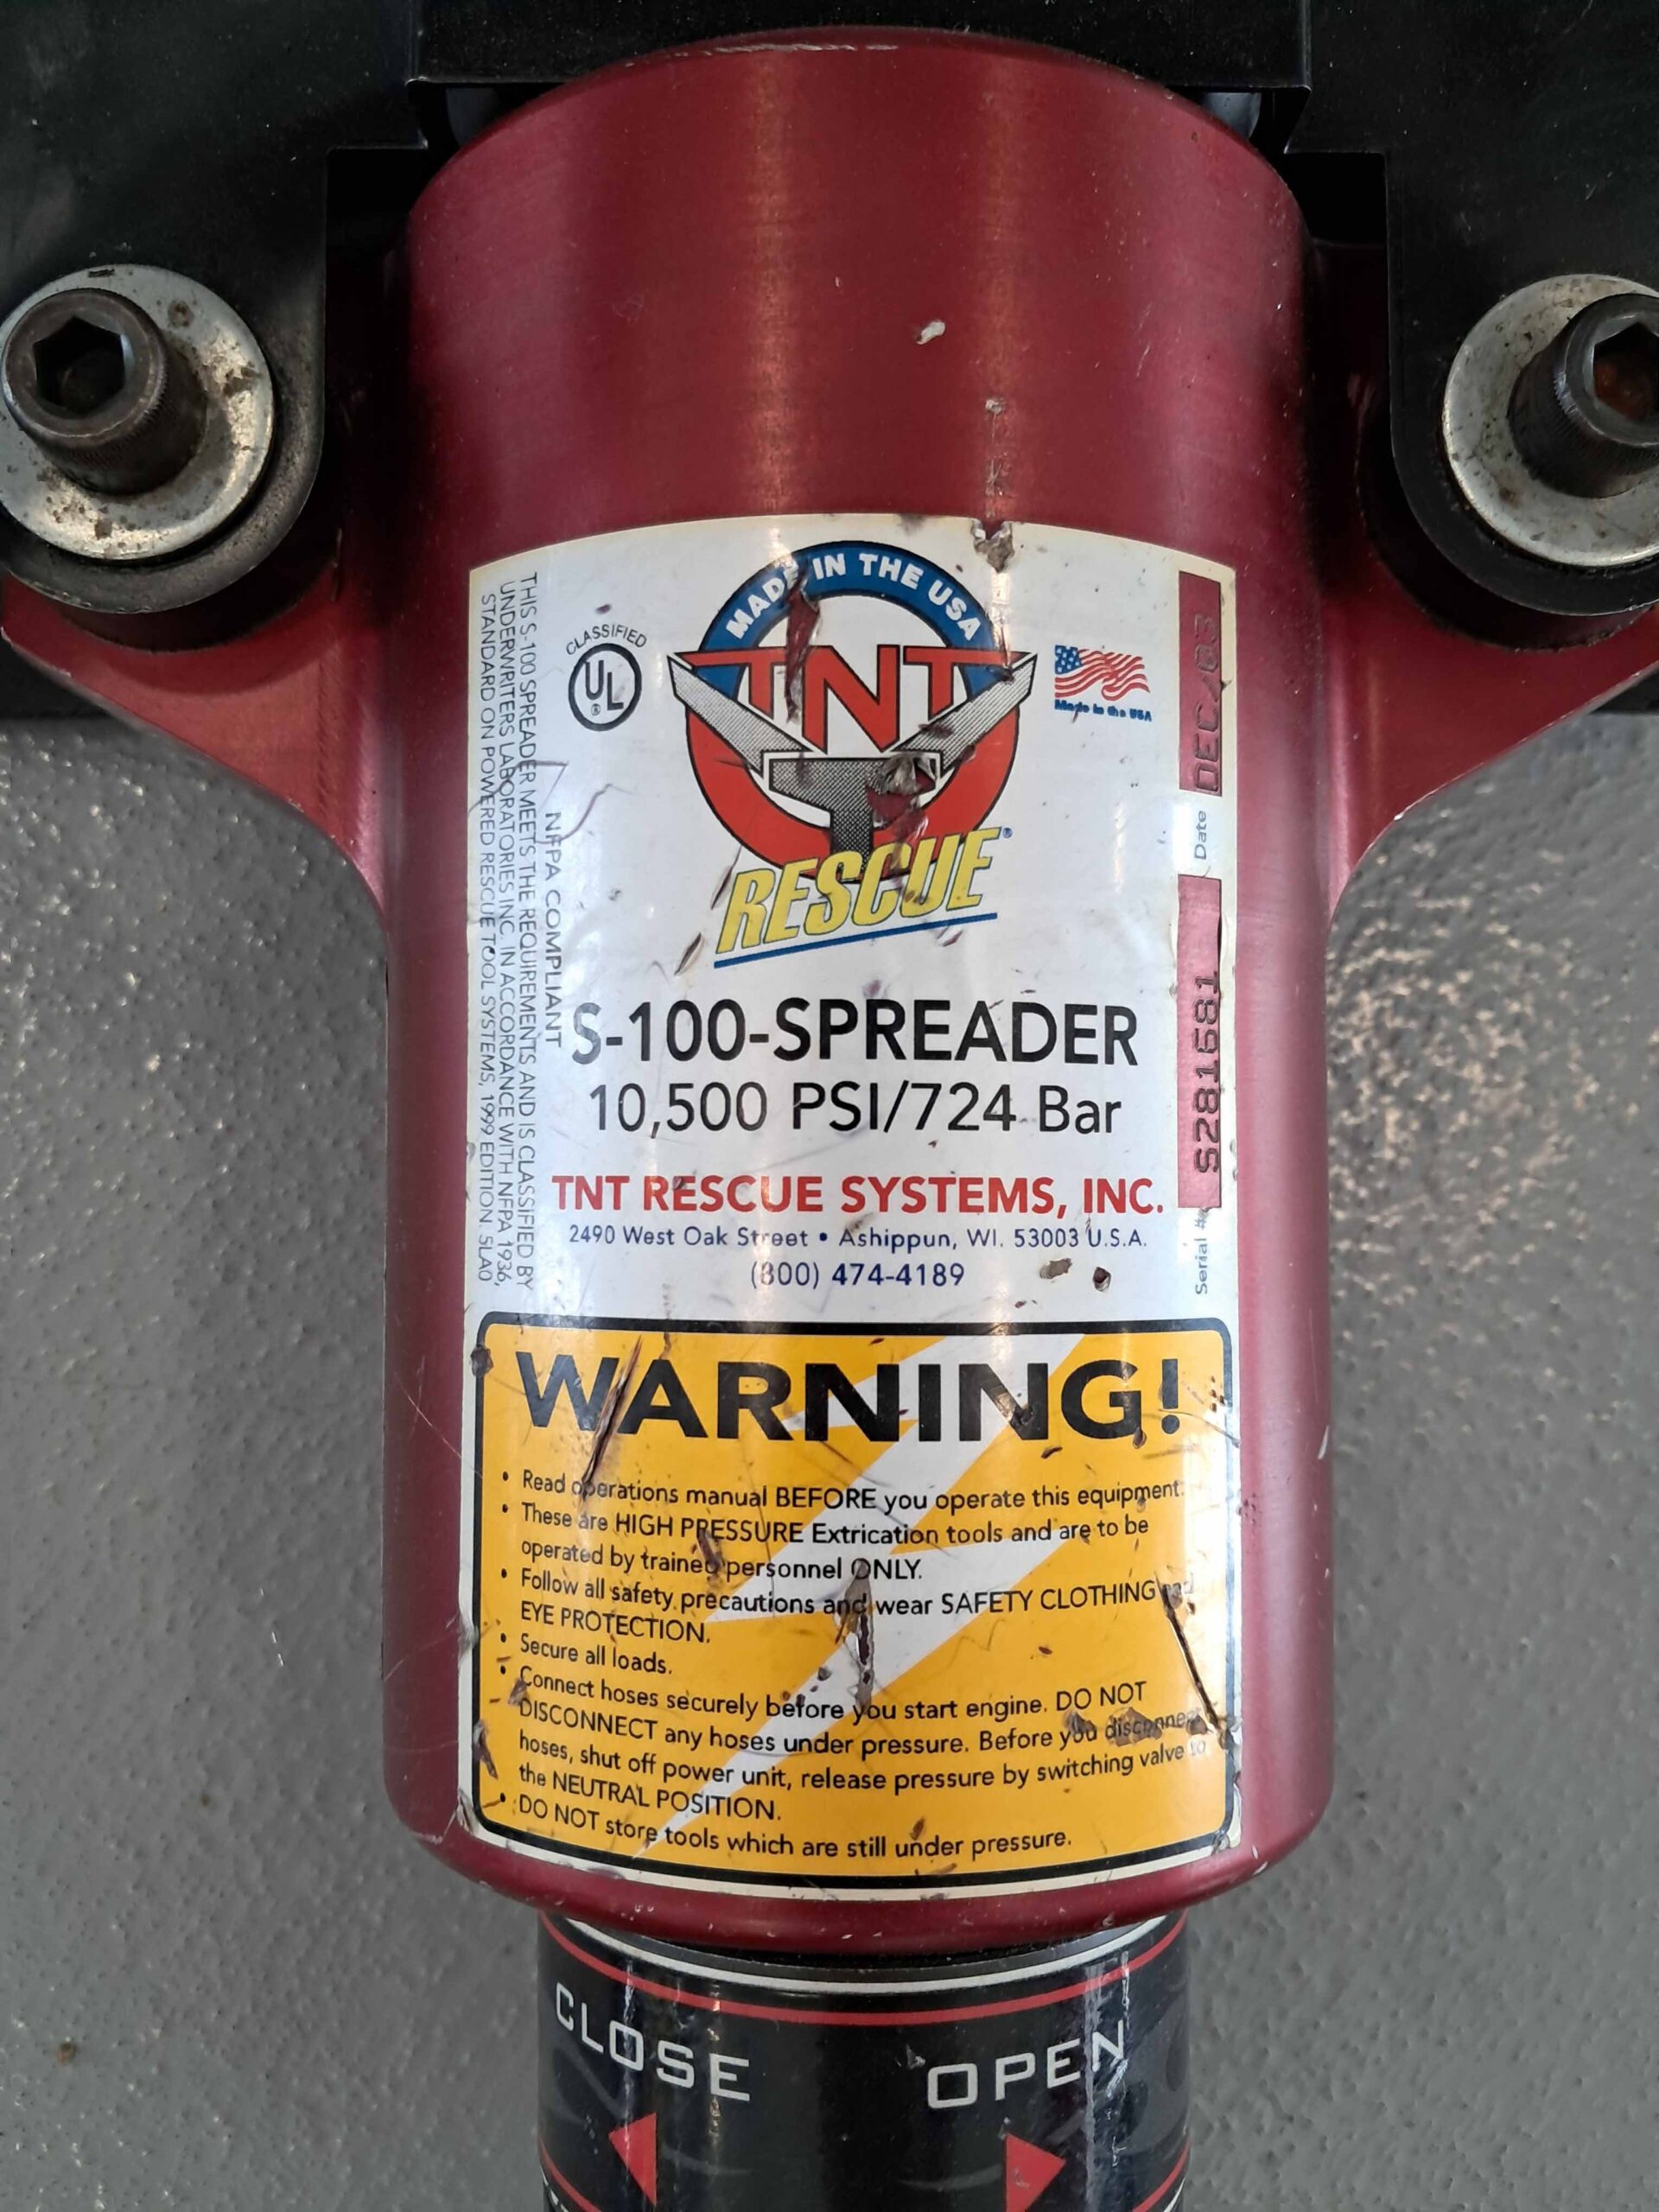 MADE IN THE USA
CLASSIFIED
UL
®
TNT
RESCUE®
Made in the USA
THIS S-100 SPREADER MEETS THE REQUIREMENTS AND IS CLASSIFIED BY
UNDERWRITERS LABORATORIES INC. IN ACCORDANCE WITH NFPA 1936,
STANDARD ON POWERED RESCUE TOOL SYSTEMS, 1999 EDITION. 5LA0
NFPA COMPLIANT
Date
Serial #
S-100-SPREADER
10,500 PSI/724 Bar
TNT RESCUE SYSTEMS, INC.
2490 West Oak Street • Ashippun, WI. 53003 U.S.A.
(800) 474-4189
WARNING!
• Read operations manual BEFORE you operate this equipment.
• These are HIGH PRESSURE Extrication tools and are to be
operated by trained personnel ONLY.
• Follow all safety precautions and wear SAFETY CLOTHING
EYE PROTECTION.
• Secure all loads.
• Connect hoses securely before you start engine. DO NOT
DISCONNECT any hoses under pressure. Before you disconnect
hoses, shut off power unit, release pressure by switching valve to
the NEUTRAL POSITION.
• DO NOT store tools which are still under pressure.
CLOSE OPEN